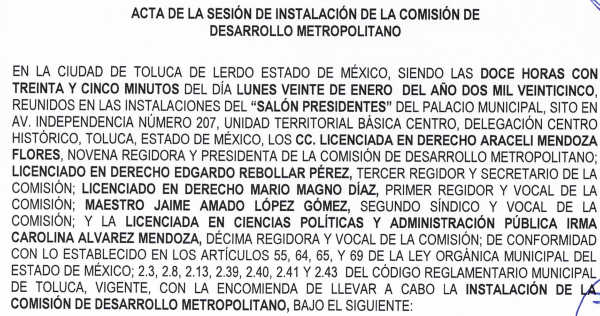 ACTA DE LA SESIÓN DE INSTALACIÓN DE LA COMISIÓN DE
DESARROLLO METROPOLITANO
EN LA CIUDAD DE TOLUCA DE LERDO ESTADO DE MÉXICO, SIENDO LAS DOCE HORAS CON
TREINTA Y CINCO MINUTOS DEL DÍA LUNES VEINTE DE ENERO DEL AÑO DOS MIL VEINTICINCO,
REUNIDOS EN LAS INSTALACIONES DEL “SALÓN PRESIDENTES” DEL PALACIO MUNICIPAL, SITO EN
AV. INDEPENDENCIA NÚMERO 207, UNIDAD TERRITORIAL BÁSICA CENTRO, DELEGACIÓN CENTRO
HISTÓRICO, TOLUCA, ESTADO DE MÉXICO, LOS CC. LICENCIADA EN DERECHO ARACELI MENDOZA
FLORES, NOVENA REGIDORA Y PRESIDENTA DE LA COMISIÓN DE DESARROLLO METROPOLITANO;
LICENCIADO EN DERECHO EDGARDO REBOLLAR PÉREZ, TERCER REGIDOR Y SECRETARIO DE LA
COMISIÓN; LICENCIADO EN DERECHO MARIO MAGNO DÍAZ, PRIMER REGIDOR Y VOCAL DE LA
COMISIÓN; MAESTRO JAIME AMADO LÓPEZ GÓMEZ, SEGUNDO SÍNDICO Y VOCAL DE LA
COMISIÓN; Y LA LICENCIADA EN CIENCIAS POLÍTICAS Y ADMINISTRACIÓN PÚBLICA IRMA
CAROLINA ALVAREZ MENDOZA, DÉCIMA REGIDORA Y VOCAL DE LA COMISIÓN; DE CONFORMIDAD
CON LO ESTABLECIDO EN LOS ARTÍCULOS 55, 64, 65, Y 69 DE LA LEY ORGÁNICA MUNICIPAL DEL
ESTADO DE MÉXICO; 2.3, 2.8, 2.13, 2.39, 2.40, 2.41 Y 2.43 DEL CÓDIGO REGLAMENTARIO MUNICIPAL
DE TOLUCA, VIGENTE, CON LA ENCOMIENDA DE LLEVAR A CABO LA INSTALACIÓN DE LA
COMISIÓN DE DESARROLLO METROPOLITANO, BAJO EL SIGUIENTE: